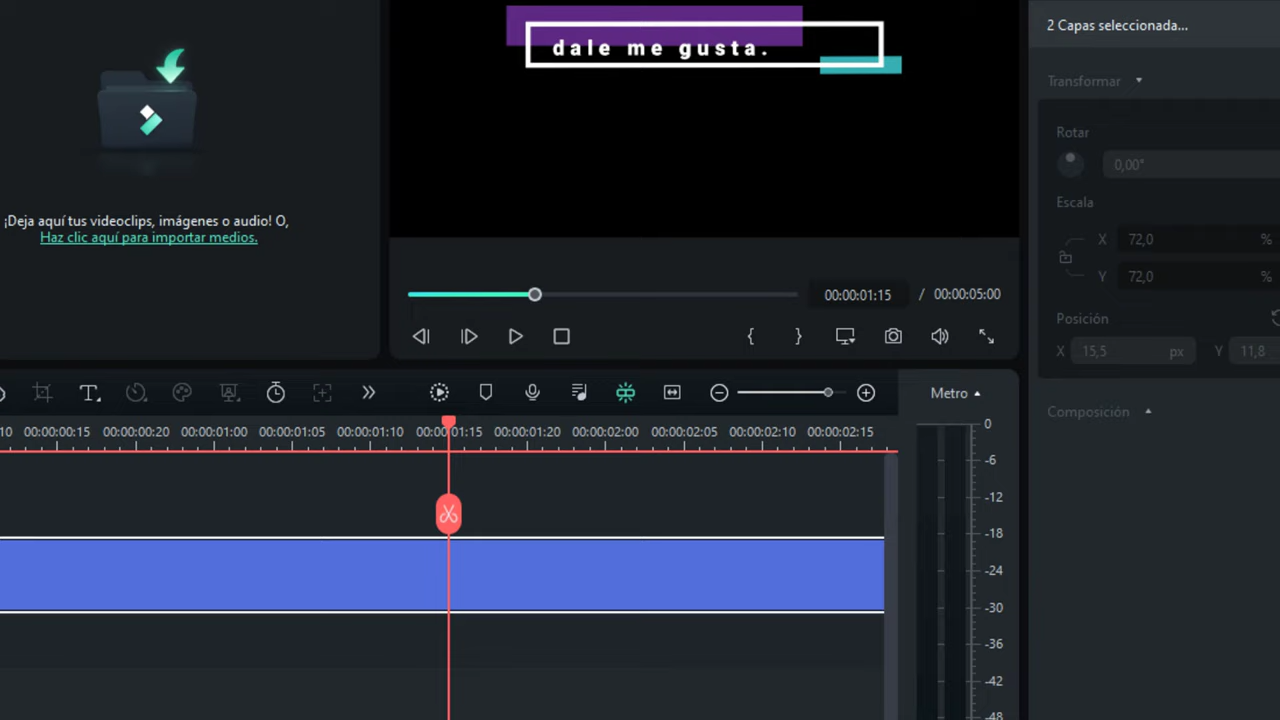 dale me gusta.
2 Capas seleccionada...
Transformar
Rotar
0,00°
Escala
X 72,0 %
Y 72,0 %
Posición
X 15,5 px Y 11,8
Composición
¡Deja aquí tus videoclips, imágenes o audio! O,
Haz clic aquí para importar medios.
00:00:01:15 / 00:00:05:00
{ }
T
Metro
:10 00:00:00:15 00:00:00:20 00:00:01:00 00:00:01:05 00:00:01:10 00:00:01:15 00:00:01:20 00:00:02:00 00:00:02:05 00:00:02:10 00:00:02:15
0
-6
-12
-18
-24
-30
-36
-42
-48